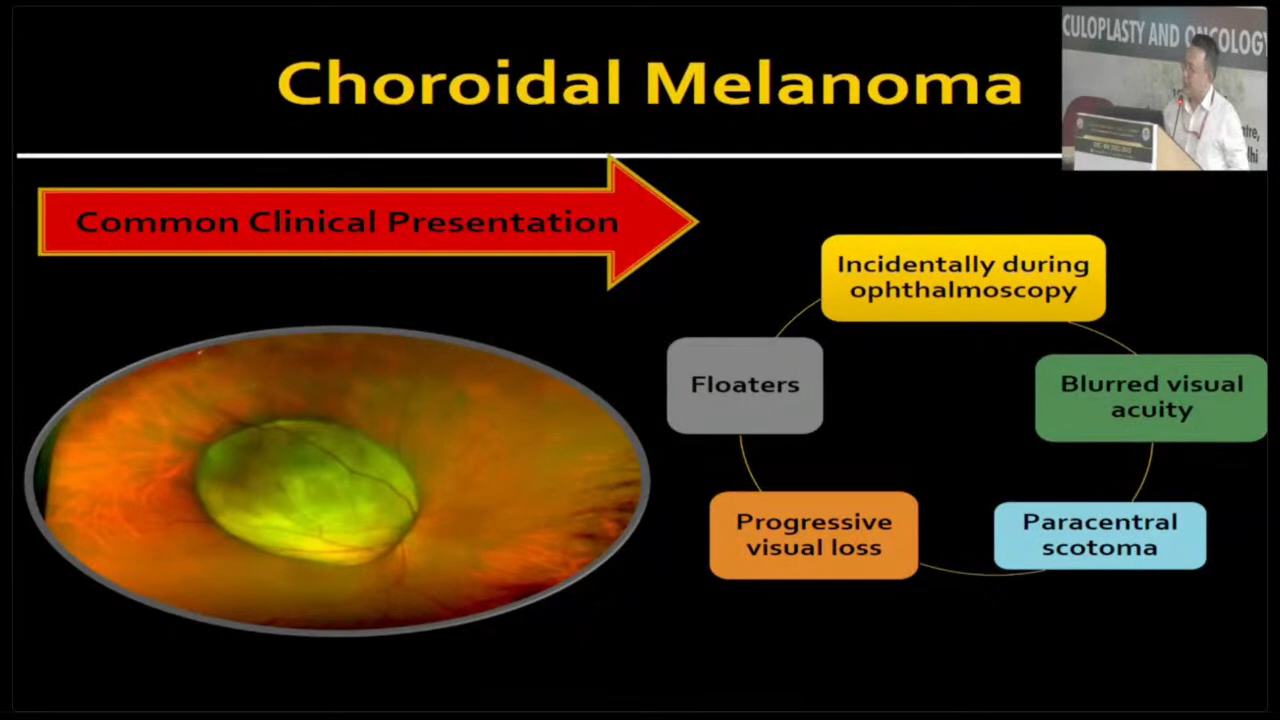 Choroidal Melanoma
CULOPLASTY AND ONCOLOGY
Common Clinical Presentation
Incidentally during
ophthalmoscopy
Floaters
Blurred visual
acuity
Progressive
visual loss
Paracentral
scotoma